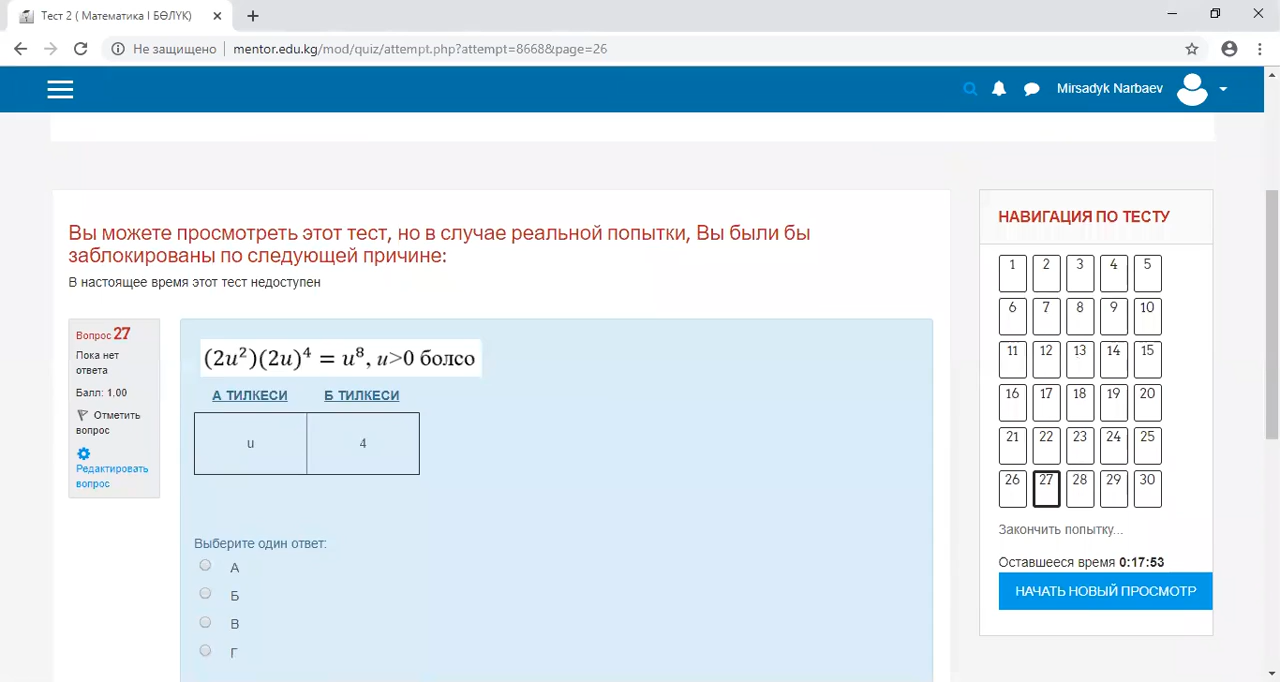 Тест 2 ( Математика I БӨЛҮК)
Не защищено
mentor.edu.kg/mod/quiz/attempt.php?attempt=8668&page=26
Mirsadyk Narbaev
Вы можете просмотреть этот тест, но в случае реальной попытки, Вы были бы
заблокированы по следующей причине:
В настоящее время этот тест недоступен
Вопрос 27
Пока нет
ответа
Балл: 1,00
Отметить
вопрос
Редактировать
вопрос
(2u²)(2u)⁴ = u⁸, u>0 болсо
А ТИЛКЕСИ Б ТИЛКЕСИ
u 4
Выберите один ответ:
А
Б
В
Г
НАВИГАЦИЯ ПО ТЕСТУ
1 2 3 4 5
6 7 8 9 10
11 12 13 14 15
16 17 18 19 20
21 22 23 24 25
26 27 28 29 30
Закончить попытку...
Оставшееся время 0:17:53
НАЧАТЬ НОВЫЙ ПРОСМОТР